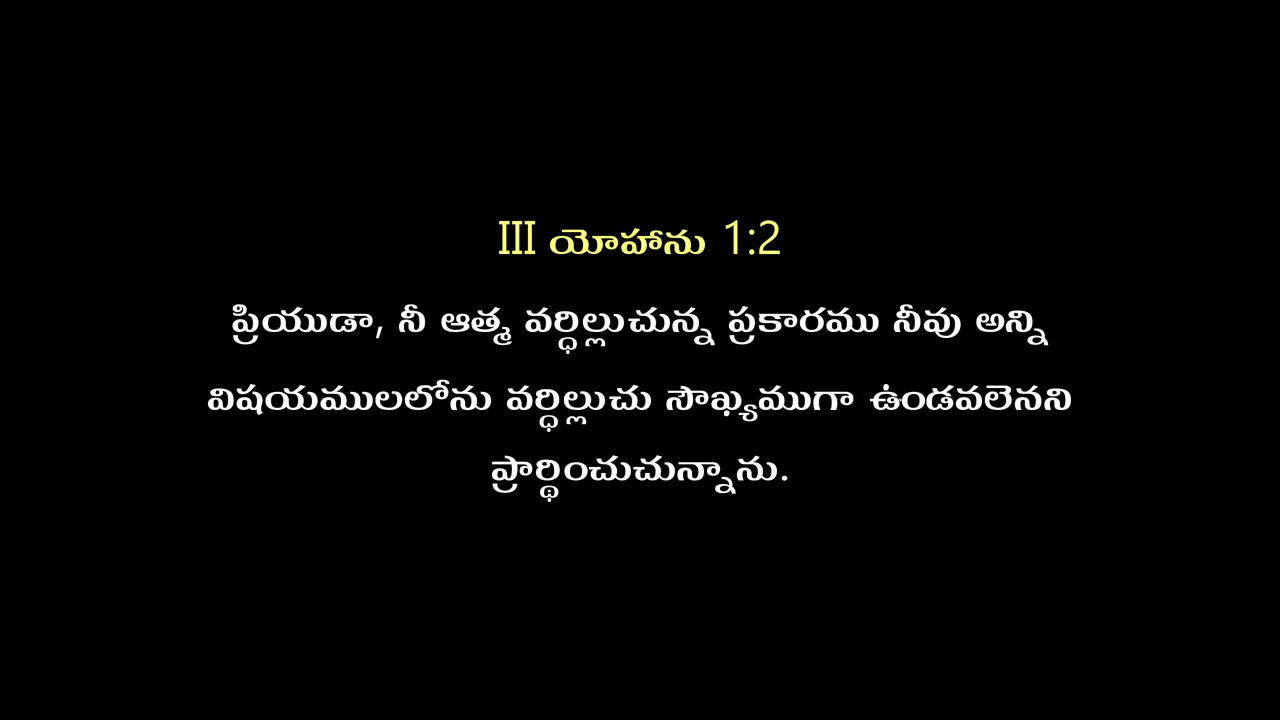 III యోహాను 1:2
ప్రియుడా, నీ ఆత్మ వర్ధిల్లుచున్న ప్రకారము నీవు అన్ని
విషయములలోను వర్ధిల్లుచు సౌఖ్యముగా ఉండవలెనని
ప్రార్థించుచున్నాను.